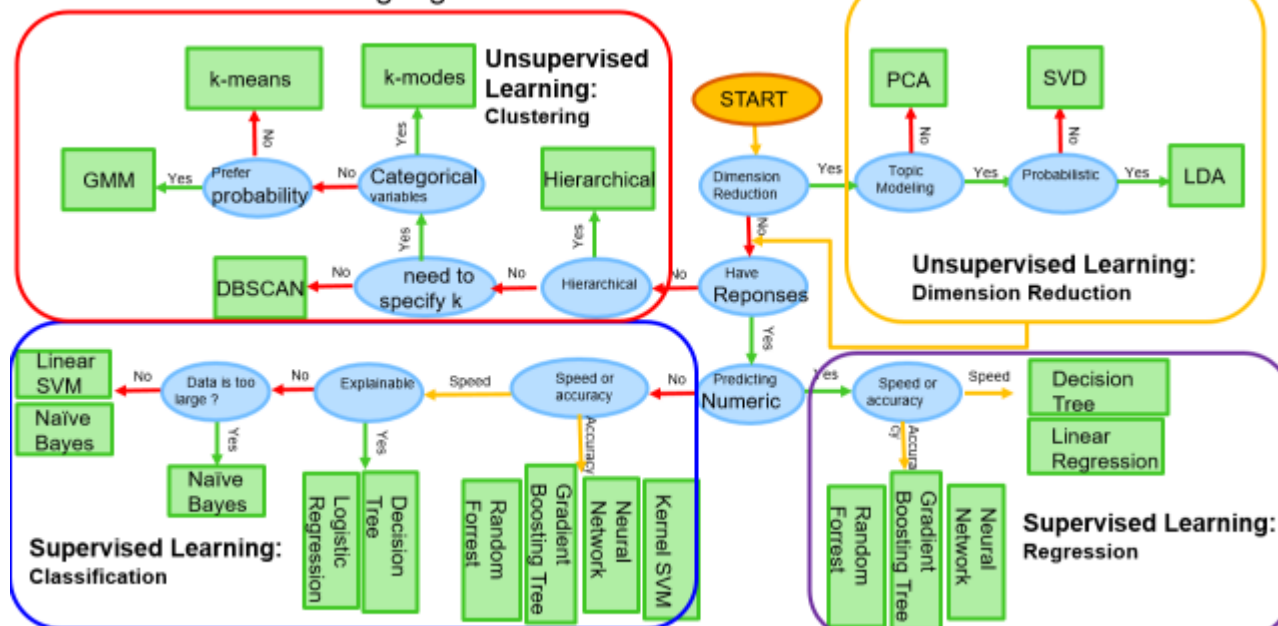 Unsupervised
Learning:
Clustering
k-means
k-modes
No
Yes
GMM
Yes
Prefer
probability
No
Categorical
variables
Hierarchical
Yes
Yes
DBSCAN
No
need to
specify k
No
Hierarchical
No
START
Dimension
Reduction
Yes
Topic
Modeling
Yes
Probabilistic
Yes
LDA
PCA
No
SVD
No
No
Have
Reponses
Yes
Unsupervised Learning:
Dimension Reduction
Linear
SVM
Naïve
Bayes
No
Data is too
large ?
No
Explainable
Speed
Speed or
accuracy
No
Predicting
Numeric
Yes
Speed or
accuracy
Speed
Decision
Tree
Linear
Regression
Yes
Naïve
Bayes
Yes
Logistic
Regression
Decision
Tree
Accuracy
Random
Forrest
Gradient
Boosting Tree
Neural
Network
Kernel SVM
Supervised Learning:
Classification
Accura
cy
Random
Forrest
Gradient
Boosting Tree
Neural
Network
Supervised Learning:
Regression